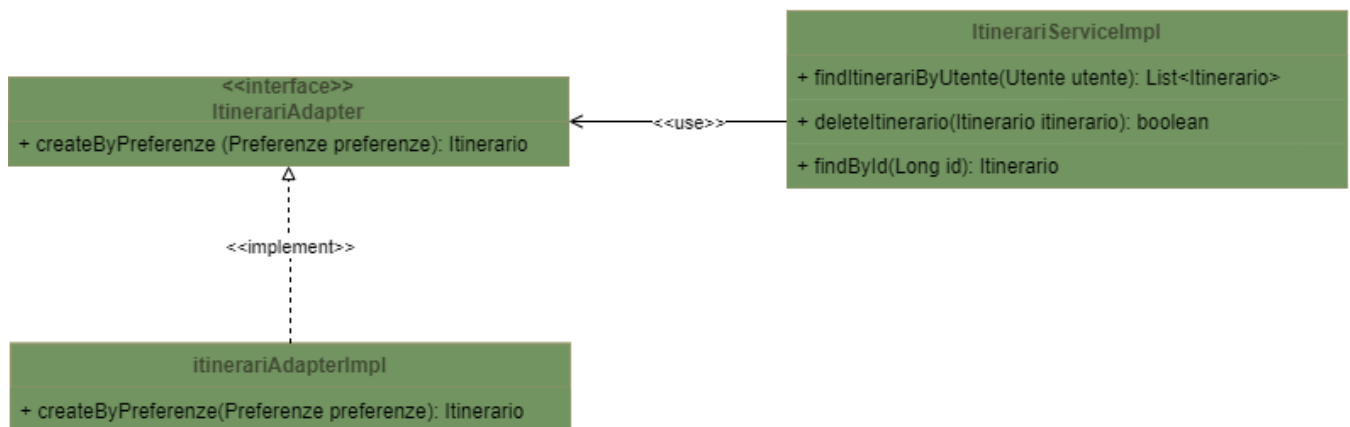 <<interface>>
ItinerariAdapter
+ createByPreferenze (Preferenze preferenze): Itinerario
<<use>>
ItinerariServiceImpl
+ findItinerariByUtente(Utente utente): List<Itinerario>
+ deleteItinerario(Itinerario itinerario): boolean
+ findById(Long id): Itinerario
<<implement>>
itinerariAdapterImpl
+ createByPreferenze(Preferenze preferenze): Itinerario